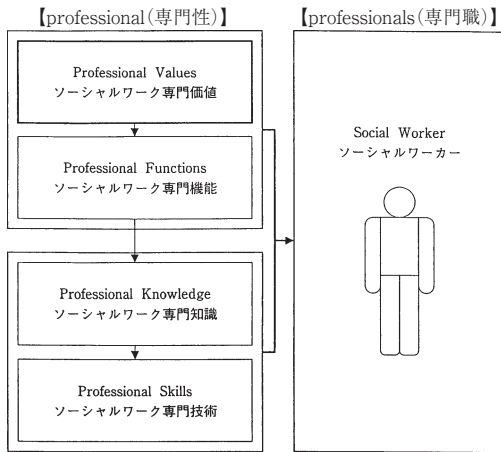 【professional(専門性)】
【professionals(専門職)】
Professional Values
ソーシャルワーク専門価値
Professional Functions
ソーシャルワーク専門機能
Professional Knowledge
ソーシャルワーク専門知識
Professional Skills
ソーシャルワーク専門技術
Social Worker
ソーシャルワーカー